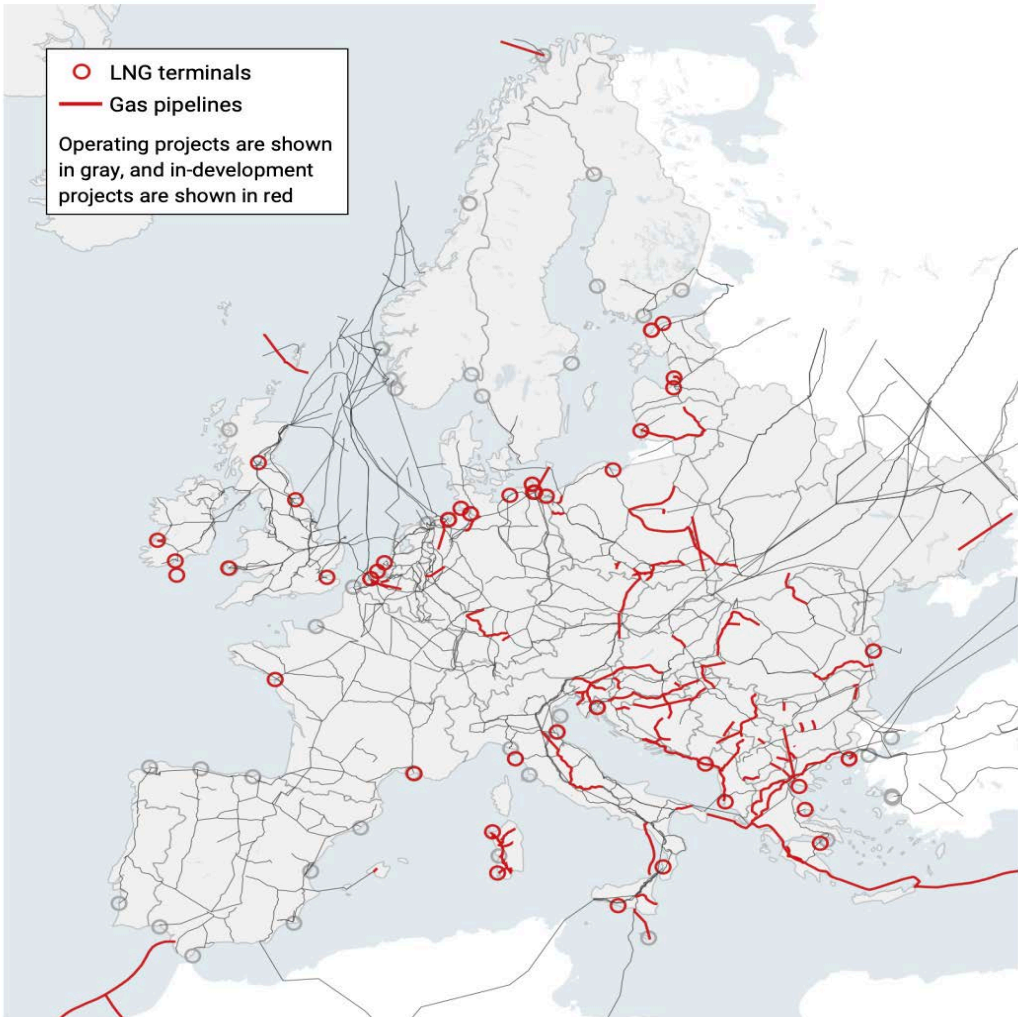 LNG terminals
Gas pipelines
Operating projects are shown
in gray, and in-development
projects are shown in red